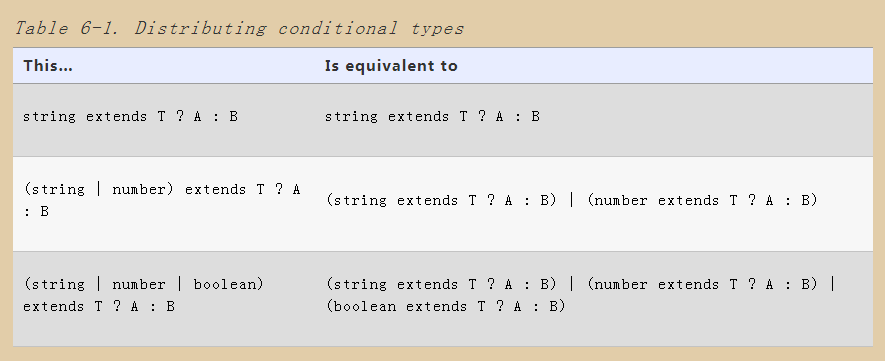 Table 6-1. Distributing conditional types
This… Is equivalent to
string extends T ? A : B string extends T ? A : B
(string | number) extends T ? A
: B
(string extends T ? A : B) | (number extends T ? A : B)
(string | number | boolean)
extends T ? A : B
(string extends T ? A : B) | (number extends T ? A : B) |
(boolean extends T ? A : B)